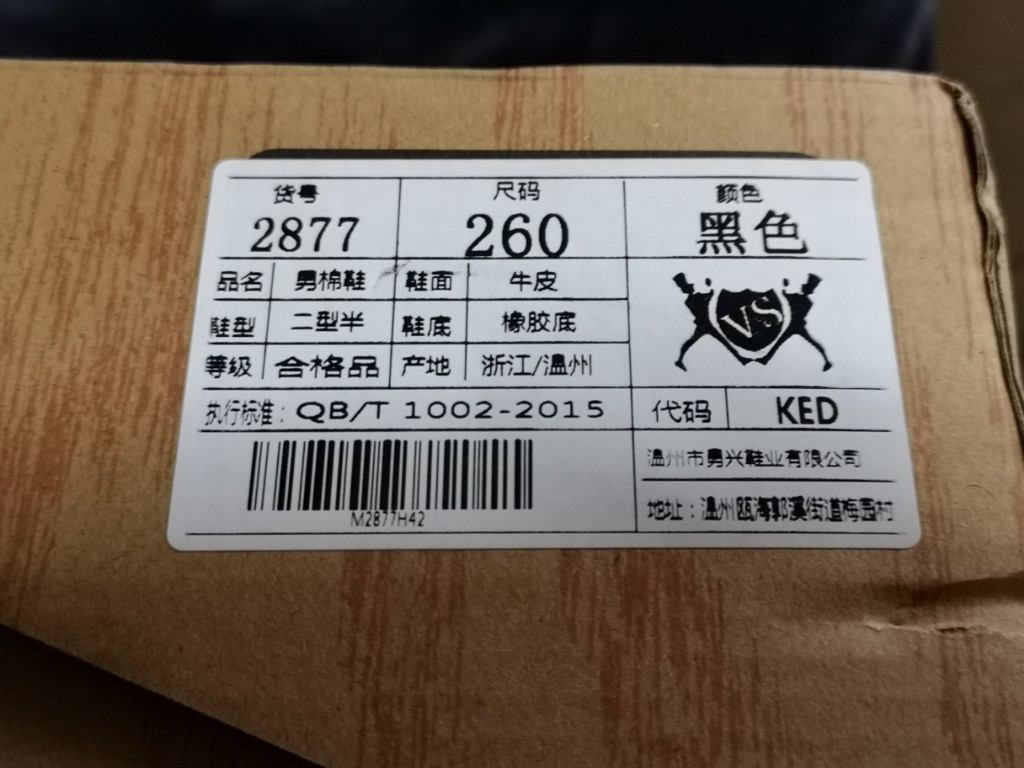 货号 尺码 颜色
2877 260 黑色
品名 男棉鞋 鞋面 牛皮
鞋型 二型半 鞋底 橡胶底
VS
等级 合格品 产地 浙江/温州
执行标准：QB/T 1002-2015 代码 KED
M2877H42
温州市勇兴鞋业有限公司
地址：温州瓯海郭溪街道梅园村